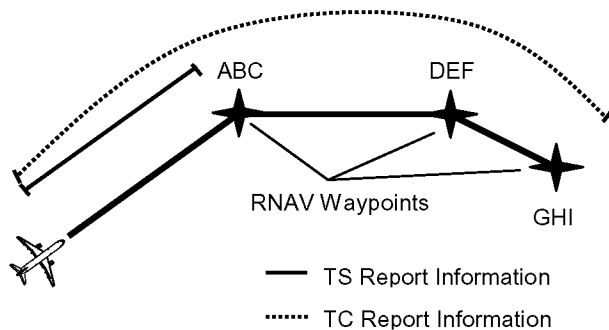 ABC
DEF
RNAV Waypoints
GHI
TS Report Information
TC Report Information